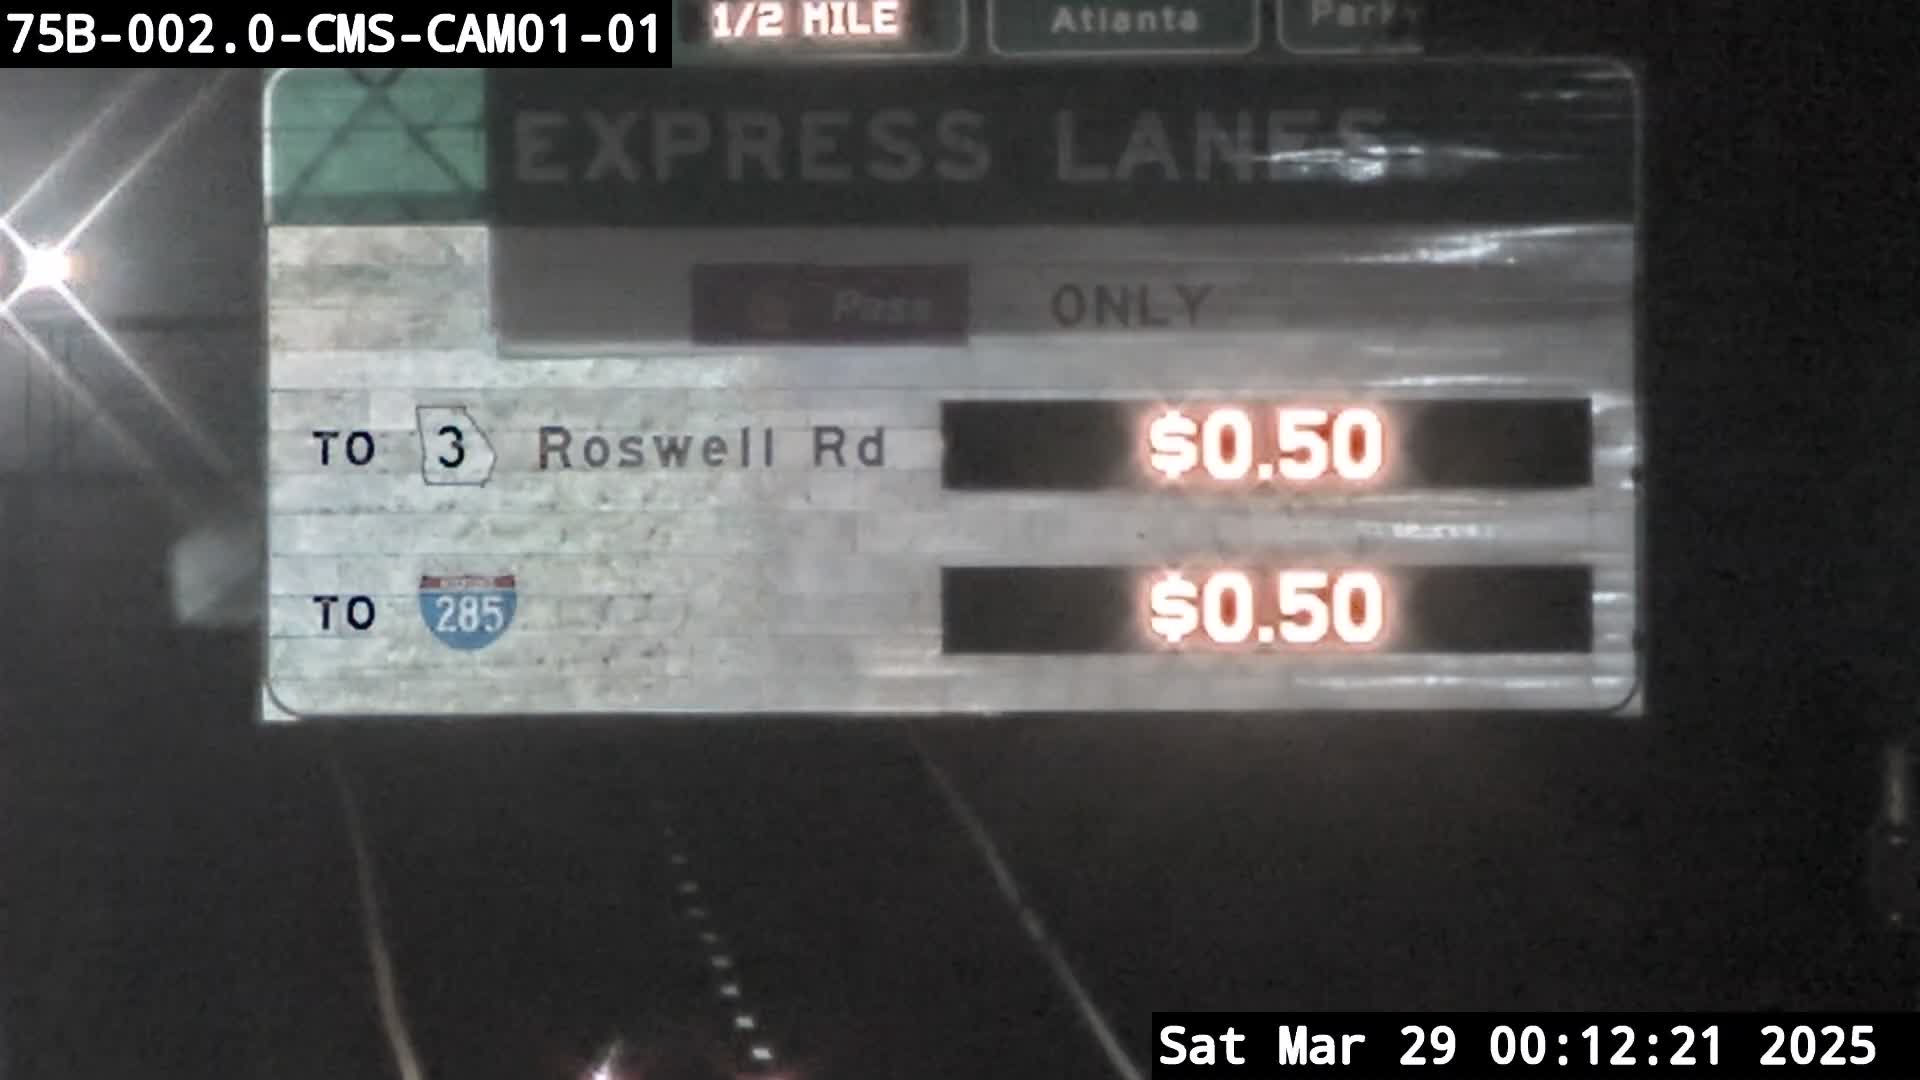 75B-002.0-CMS-CAM01-01
1/2 MILE
Atlanta
EXPRESS LANES
Pass ONLY
TO 3 Roswell Rd $0.50
TO 285 $0.50
Sat Mar 29 00:12:21 2025